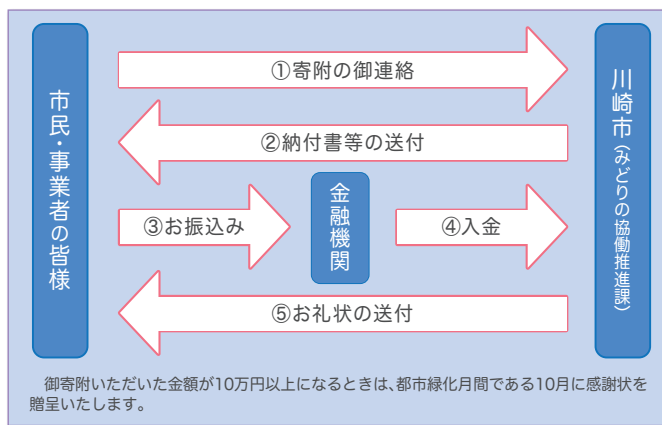 市民・事業者の皆様
①寄附の御連絡
②納付書等の送付
③お振込み
金融機関
④入金
⑤お礼状の送付
川崎市(みどりの協働推進課)
御寄附いただいた金額が10万円以上になるときは、都市緑化月間である10月に感謝状を
贈呈いたします。